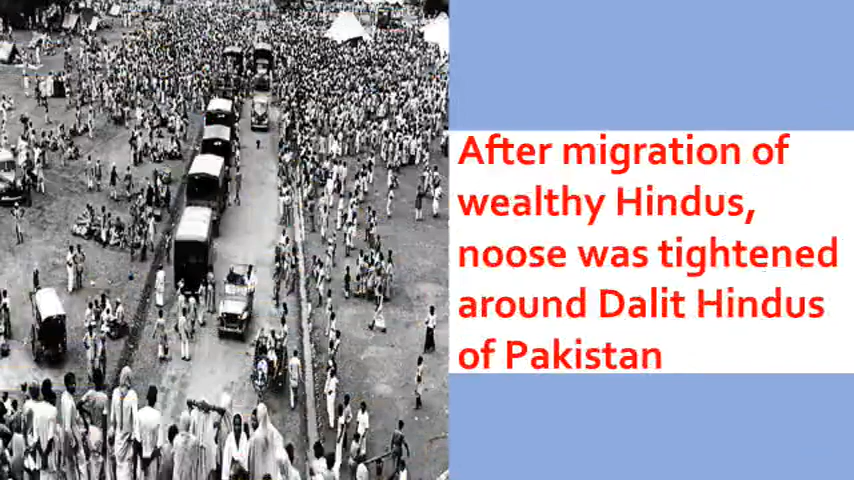 After migration of
wealthy Hindus,
noose was tightened
around Dalit Hindus
of Pakistan